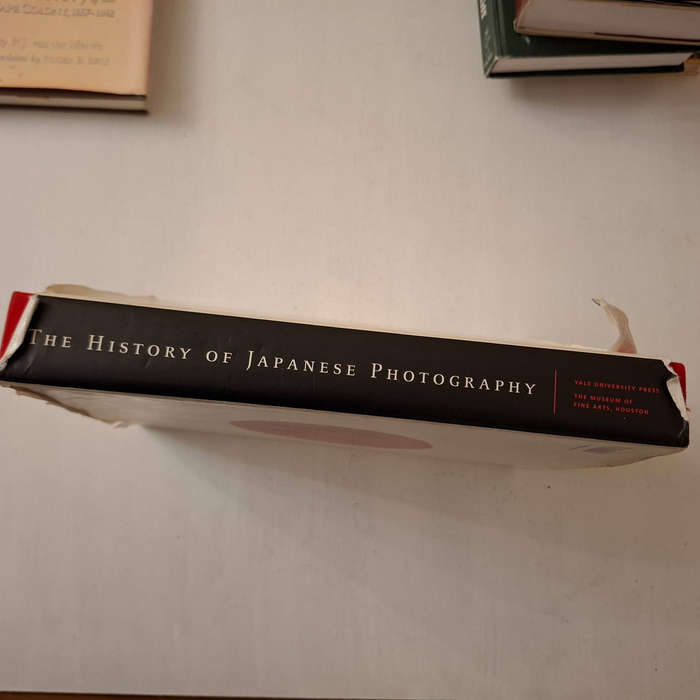 THE HISTORY OF JAPANESE PHOTOGRAPHY
YALE UNIVERSITY PRESS
THE MUSEUM OF
FINE ARTS, HOUSTON